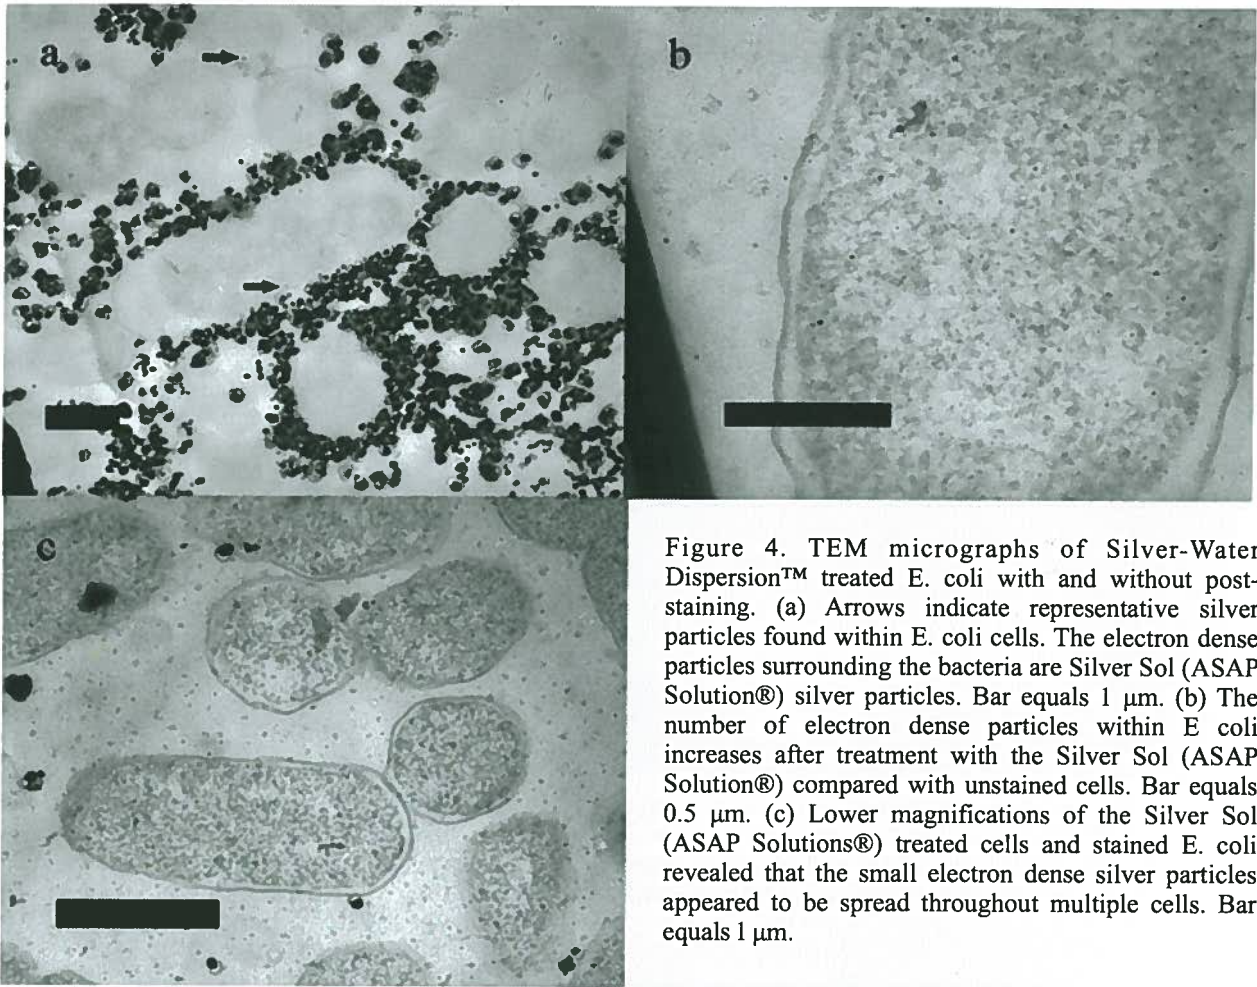 a
b
c
Figure 4. TEM micrographs of Silver-Water
Dispersion™ treated E. coli with and without post-
staining. (a) Arrows indicate representative silver
particles found within E. coli cells. The electron dense
particles surrounding the bacteria are Silver Sol (ASAP
Solution®) silver particles. Bar equals 1 μm. (b) The
number of electron dense particles within E coli
increases after treatment with the Silver Sol (ASAP
Solution®) compared with unstained cells. Bar equals
0.5 μm. (c) Lower magnifications of the Silver Sol
(ASAP Solutions®) treated cells and stained E. coli
revealed that the small electron dense silver particles
appeared to be spread throughout multiple cells. Bar
equals 1 μm.